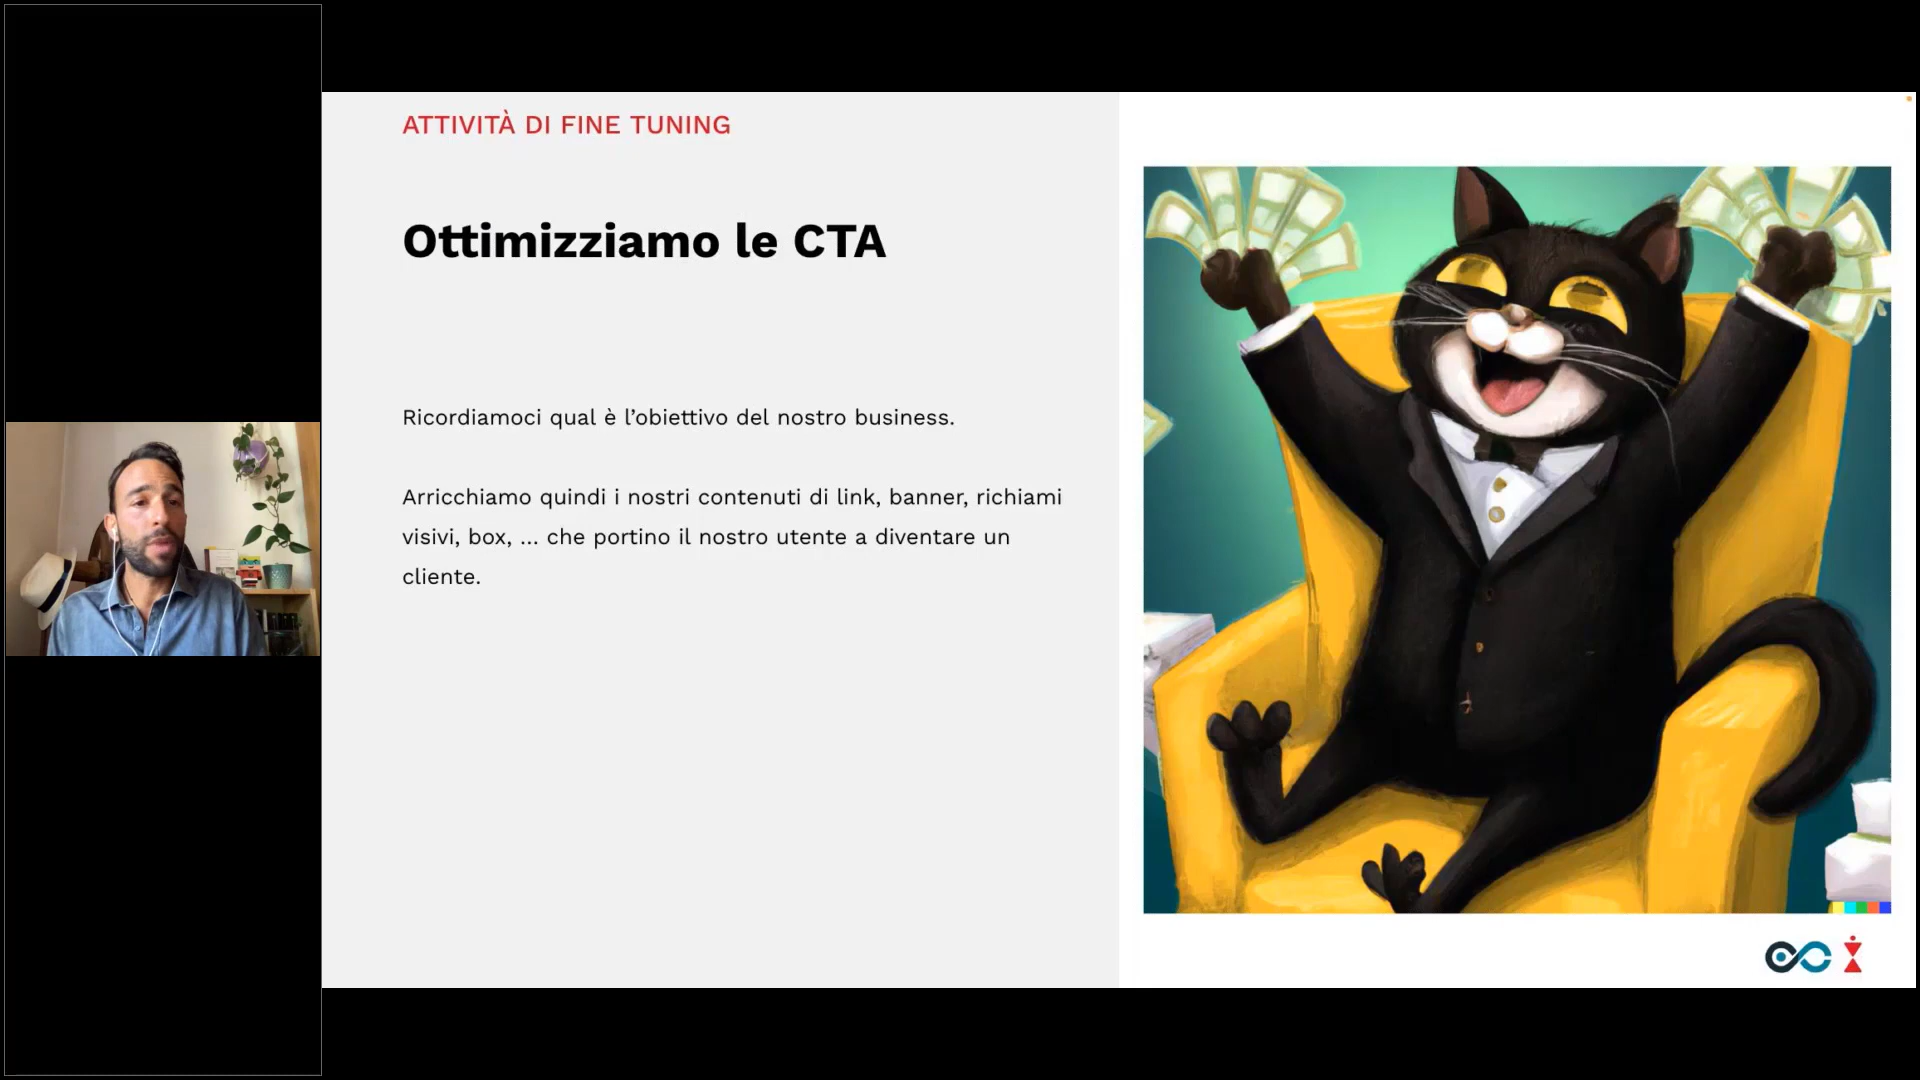 ATTIVITÀ DI FINE TUNING
Ottimizziamo le CTA
Ricordiamoci qual è l’obiettivo del nostro business.
Arricchiamo quindi i nostri contenuti di link, banner, richiami
visivi, box, ... che portino il nostro utente a diventare un
cliente.